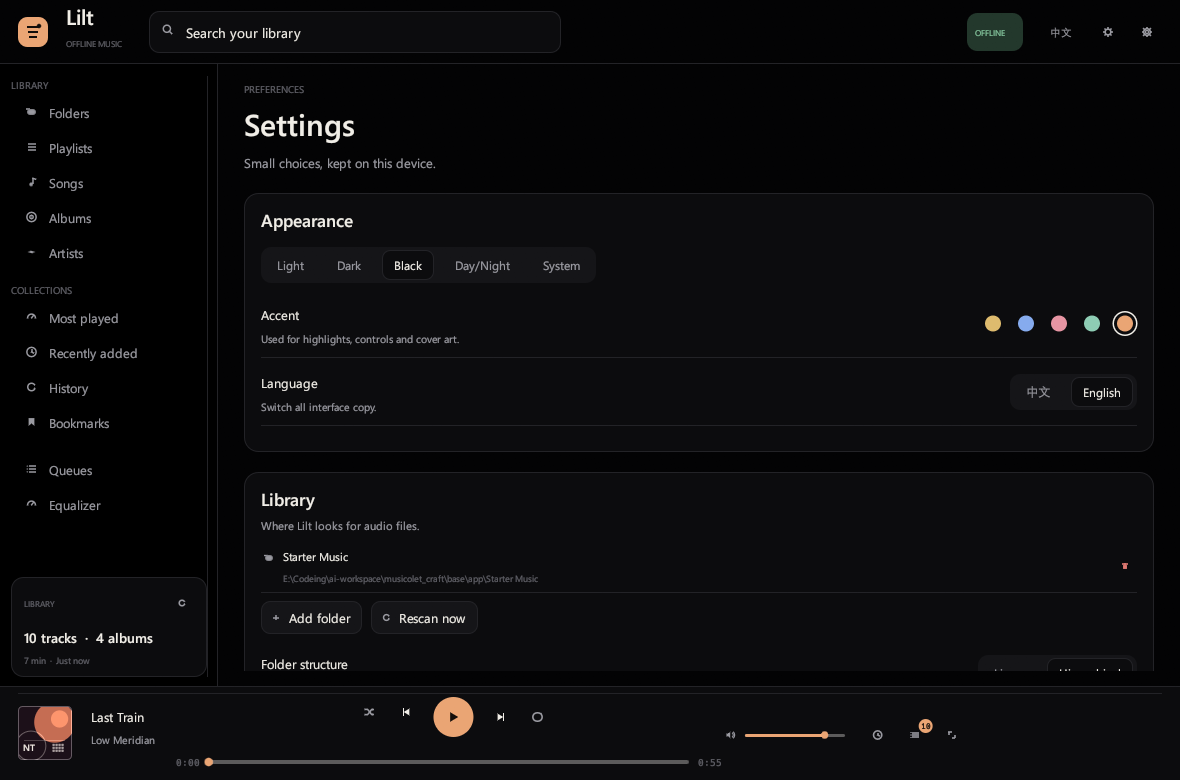 Lilt
OFFLINE MUSIC
Search your library
OFFLINE
中文
LIBRARY
Folders
Playlists
Songs
Albums
Artists
COLLECTIONS
Most played
Recently added
History
Bookmarks
Queues
Equalizer
LIBRARY
10 tracks · 4 albums
7 min · Just now
PREFERENCES
Settings
Small choices, kept on this device.
Appearance
Light Dark Black Day/Night System
Accent
Used for highlights, controls and cover art.
Language
Switch all interface copy.
中文 English
Library
Where Lilt looks for audio files.
Starter Music
E:\Codeing\ai-workspace\musicolet_craft\base\app\Starter Music
+ Add folder
Rescan now
Folder structure
NT
Last Train
Low Meridian
0:00
0:55
10